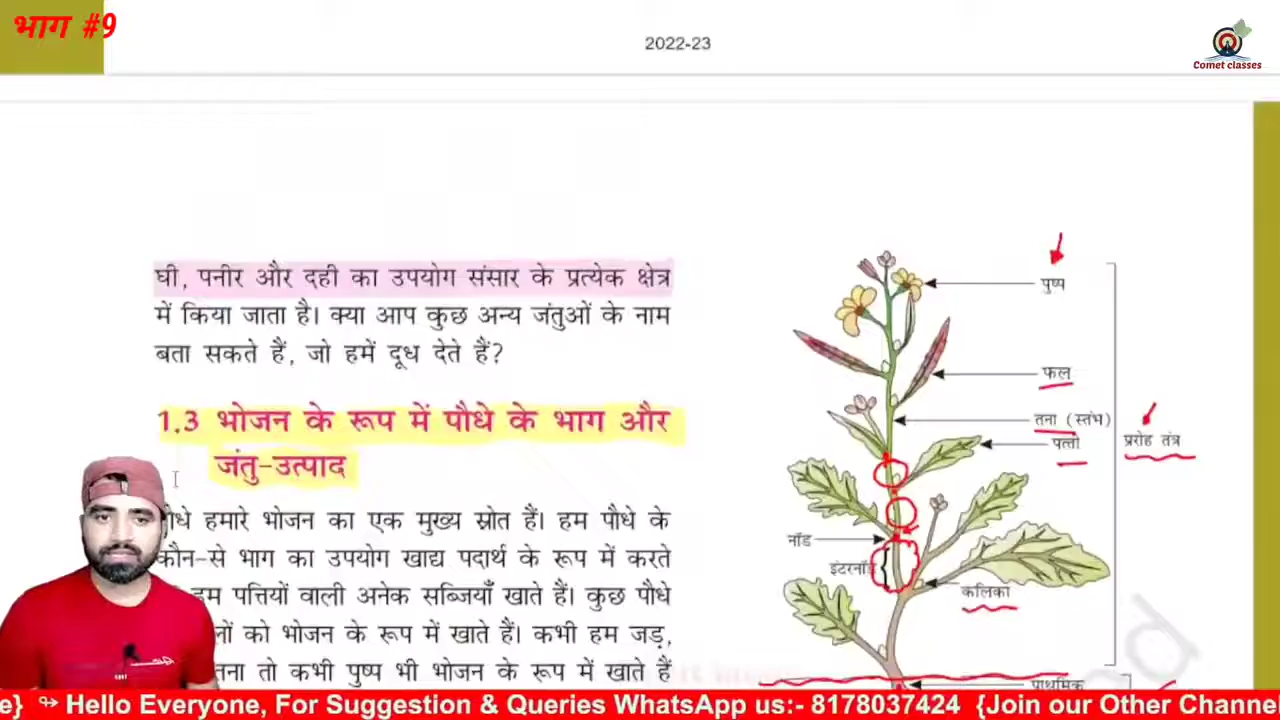 भाग #9
2022-23
Comet classes
घी, पनीर और दही का उपयोग संसार के प्रत्येक क्षेत्र
में किया जाता है। क्या आप कुछ अन्य जंतुओं के नाम
बता सकते हैं, जो हमें दूध देते हैं?
1.3 भोजन के रूप में पौधे के भाग और
जंतु-उत्पाद
हमारे भोजन का एक मुख्य स्रोत हैं। हम पौधे के
कौन-से भाग का उपयोग खाद्य पदार्थ के रूप में करते
हम पत्तियों वाली अनेक सब्जियाँ खाते हैं। कुछ पौधे
को भोजन के रूप में खाते हैं। कभी हम जड़,
तना तो कभी पुष्प भी भोजन के रूप में खाते हैं
पुष्प
फल
तना (स्तंभ)
पत्ती
प्ररोह तंत्र
नॉड
इंटरनॉड
कलिका
प्राथमिक
e} ↬ Hello Everyone, For Suggestion & Queries WhatsApp us:- 8178037424 {Join our Other Channe